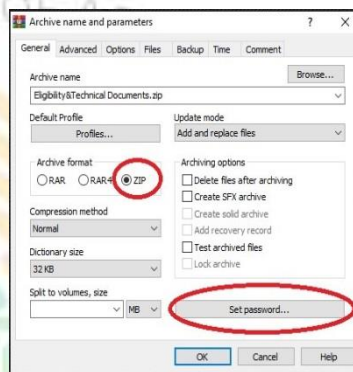 Archive name and parameters ? X
General Advanced Options Files Backup Time Comment
Archive name
Browse...
Eligibility&Technical Documents.zip
Default Profile
Profiles...
Update mode
Add and replace files
Archive format
RAR RAR4 ZIP
Archiving options
Delete files after archiving
Create SFX archive
Create solid archive
Add recovery record
Test archived files
Lock archive
Compression method
Normal
Dictionary size
32 KB
Split to volumes, size
MB
Set password...
OK Cancel Help